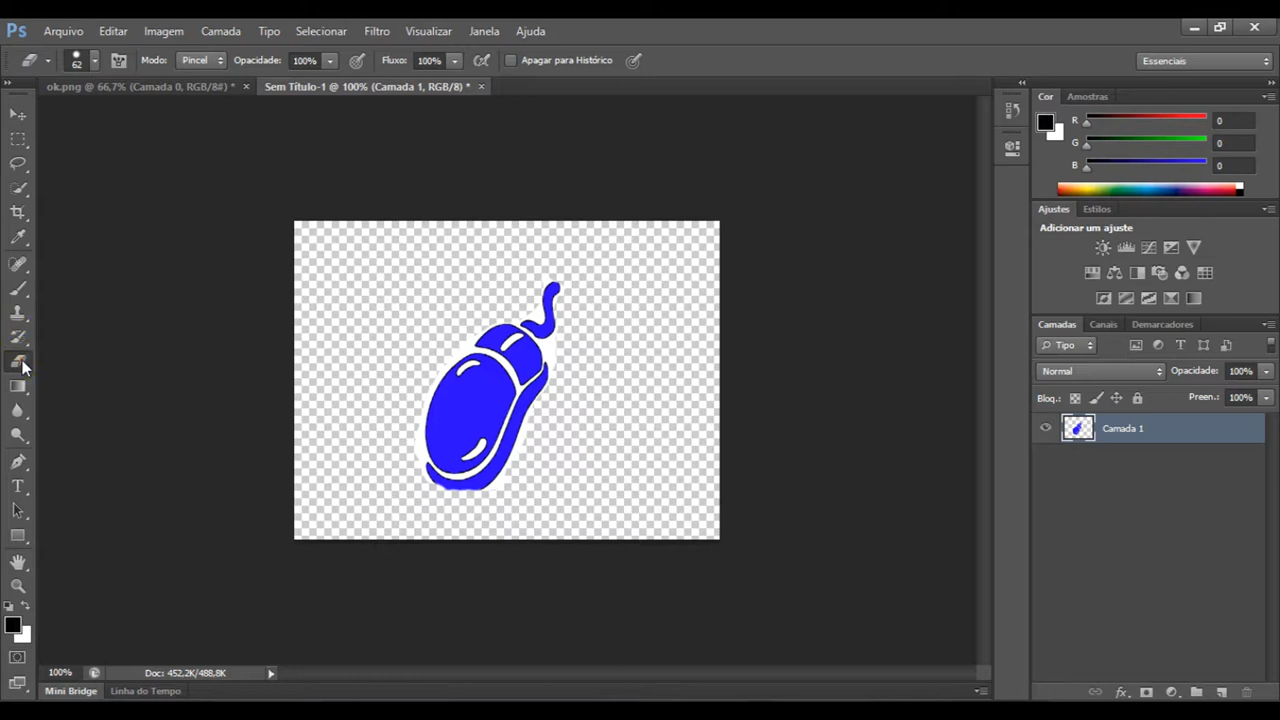 Ps Arquivo Editar Imagem Camada Tipo Selecionar Filtro Visualizar Janela Ajuda
62 Modo: Pincel Opacidade: 100% Fluxo: 100% Apagar para Histórico Essenciais
ok.png @ 66,7% (Camada 0, RGB/8#) * × Sem Título-1 @ 100% (Camada 1, RGB/8) * ×
Cor Amostras
R 0
G 0
B 0
Ajustes Estilos
Adicionar um ajuste
Camadas Canais Demarcadores
Tipo
Normal Opacidade: 100%
Bloq.: Preen.: 100%
Camada 1
100% Doc: 452,2K/488,8K
Mini Bridge Linha do Tempo